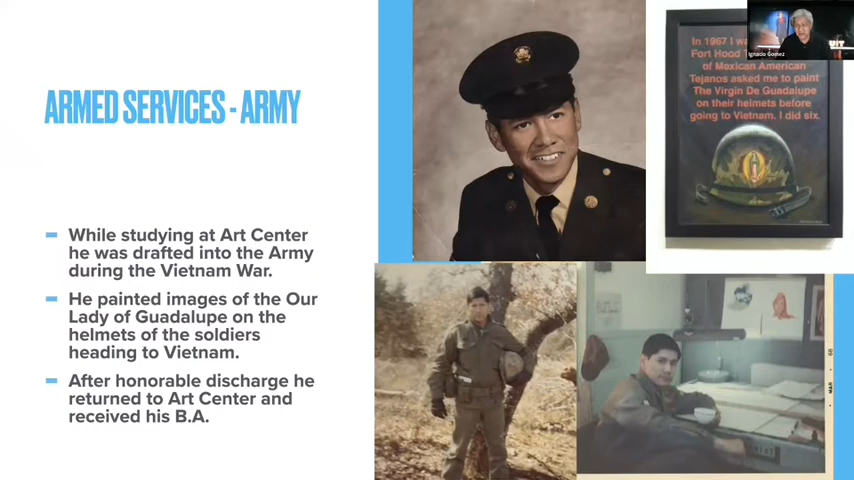 ARMED SERVICES - ARMY
While studying at Art Center
he was drafted into the Army
during the Vietnam War.
He painted images of the Our
Lady of Guadalupe on the
helmets of the soldiers
heading to Vietnam.
After honorable discharge he
returned to Art Center and
received his B.A.
In 1967 I
Fort Hood
of Mexican American
Tejanos asked me to paint
The Virgin De Guadalupe
on their helmets before
going to Vietnam. I did six.
Ignacio Gomez
MAR • 68